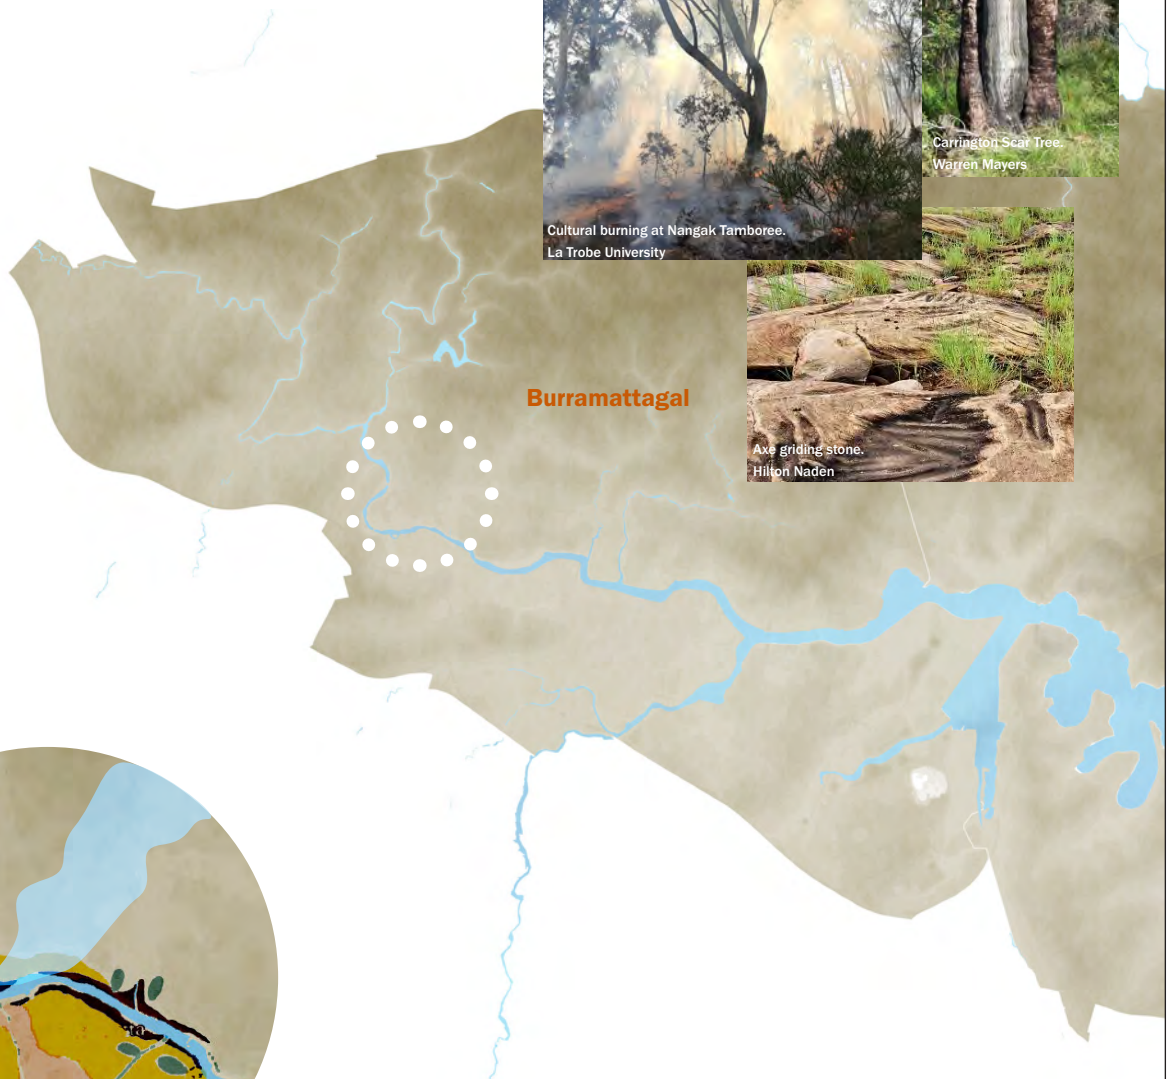 Carrington Scar Tree.
Warren Mayers
Cultural burning at Nangak Tamboree.
La Trobe University
Burramattagal
Axe griding stone.
Hilton Naden